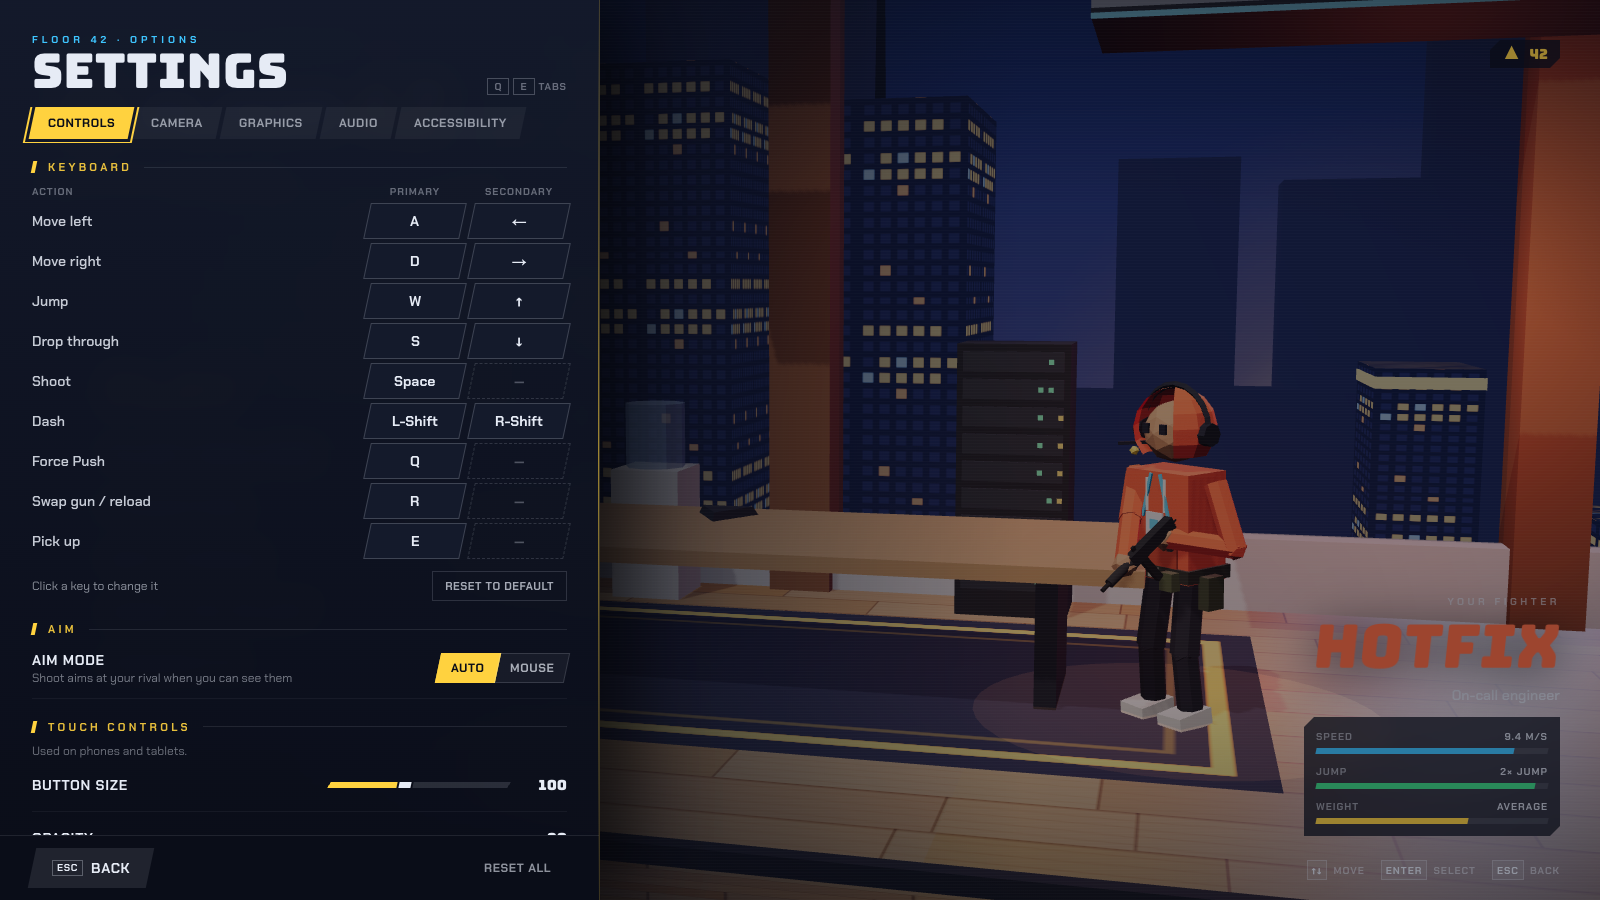 FLOOR 42 · OPTIONS
SETTINGS
Q E TABS
CONTROLS CAMERA GRAPHICS AUDIO ACCESSIBILITY
KEYBOARD
ACTION PRIMARY SECONDARY
Move left A ←
Move right D →
Jump W ↑
Drop through S ↓
Shoot Space –
Dash L-Shift R-Shift
Force Push Q –
Swap gun / reload R –
Pick up E –
Click a key to change it RESET TO DEFAULT
AIM
AIM MODE
Shoot aims at your rival when you can see them
AUTO MOUSE
TOUCH CONTROLS
Used on phones and tablets.
BUTTON SIZE 100
ESC BACK RESET ALL
42
YOUR FIGHTER
HOTFIX
On-call engineer
SPEED 9.4 M/S
JUMP 2× JUMP
WEIGHT AVERAGE
↑↓ MOVE ENTER SELECT ESC BACK